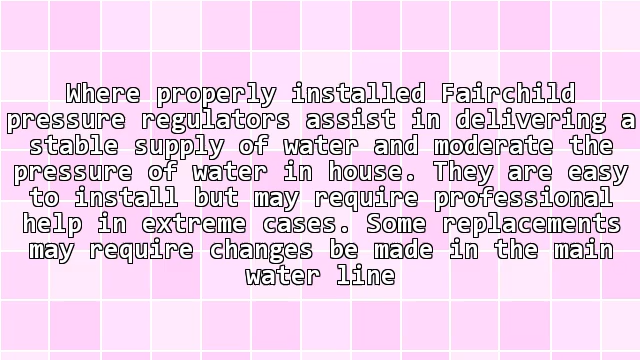 Where properly installed Fairchild
pressure regulators assist in delivering a
stable supply of water and moderate the
pressure of water in house. They are easy
to install but may require professional
help in extreme cases. Some replacements
may require changes be made in the main
water line